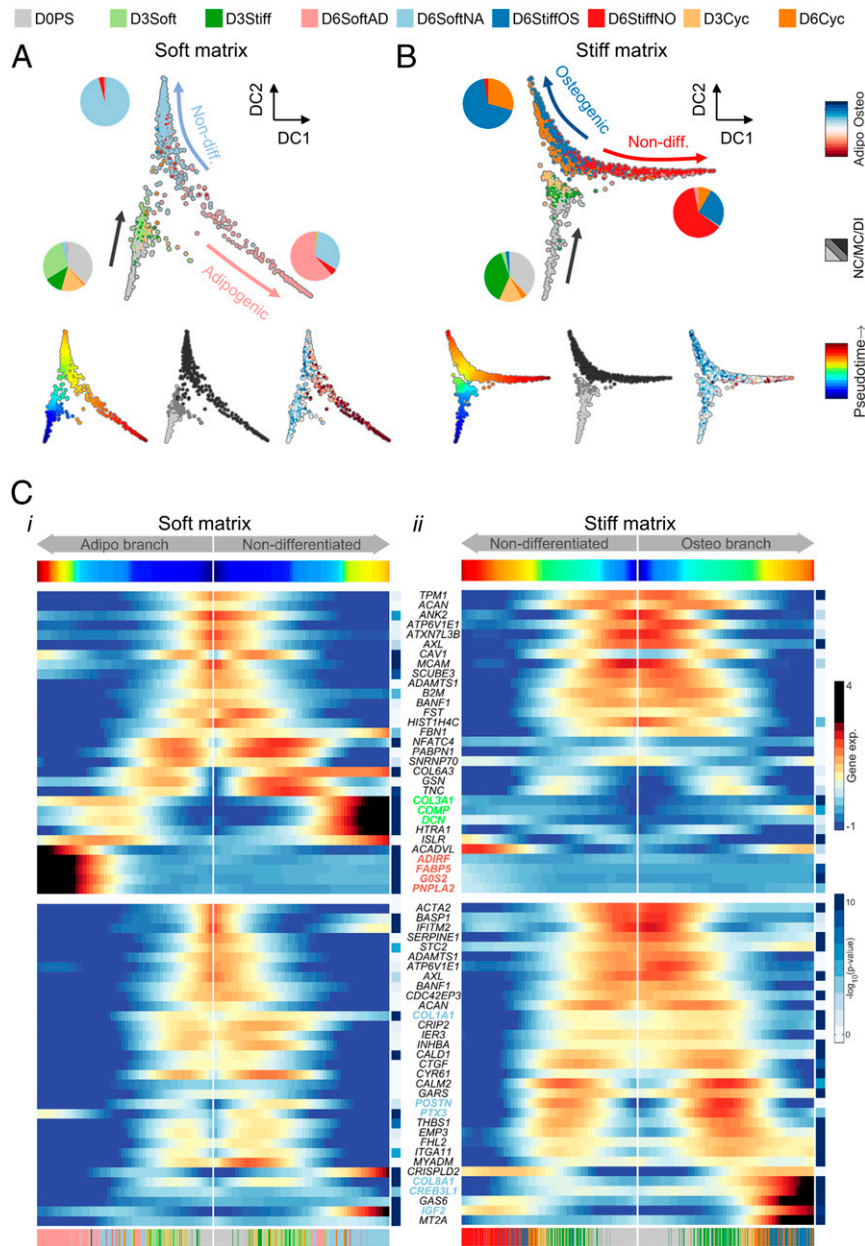 D0PS D3Soft D3Stiff D6SoftAD D6SoftNA D6StiffOS D6StiffNO D3Cyc D6Cyc
A Soft matrix
B Stiff matrix
DC2
DC1
Non-diff.
Adipogenic
DC2
DC1
Osteogenic
Non-diff.
Adipo Osteo
NC/MC/DI
Pseudotime→
C
i Soft matrix
ii Stiff matrix
Adipo branch Non-differentiated
Non-differentiated Osteo branch
TPM1
ACAN
ANK2
ATP6V1E1
ATXN7L3B
AXL
CAV1
MCAM
SCUBE3
ADAMTS1
B2M
BANF1
FST
HIST1H4C
FBN1
NFATC4
PABPN1
SNRNP70
COL6A3
GSN
TNC
COL3A1
COMP
DCN
HTRA1
ISLR
ACADVL
ADIRF
FABP5
G0S2
PNPLA2
4
Gene exp.
-1
ACTA2
BASP1
IFITM2
SERPINE1
STC2
ADAMTS1
ATP6V1E1
AXL
BANF1
CDC42EP3
ACAN
COL1A1
CRIP2
IER3
INHBA
CALD1
CTGF
CYR61
CALM2
GARS
POSTN
PTX3
THBS1
EMP3
FHL2
ITGA11
MYADM
CRISPLD2
COL8A1
CREB3L1
GAS6
IGF2
MT2A
10
-log10(p-value)
0